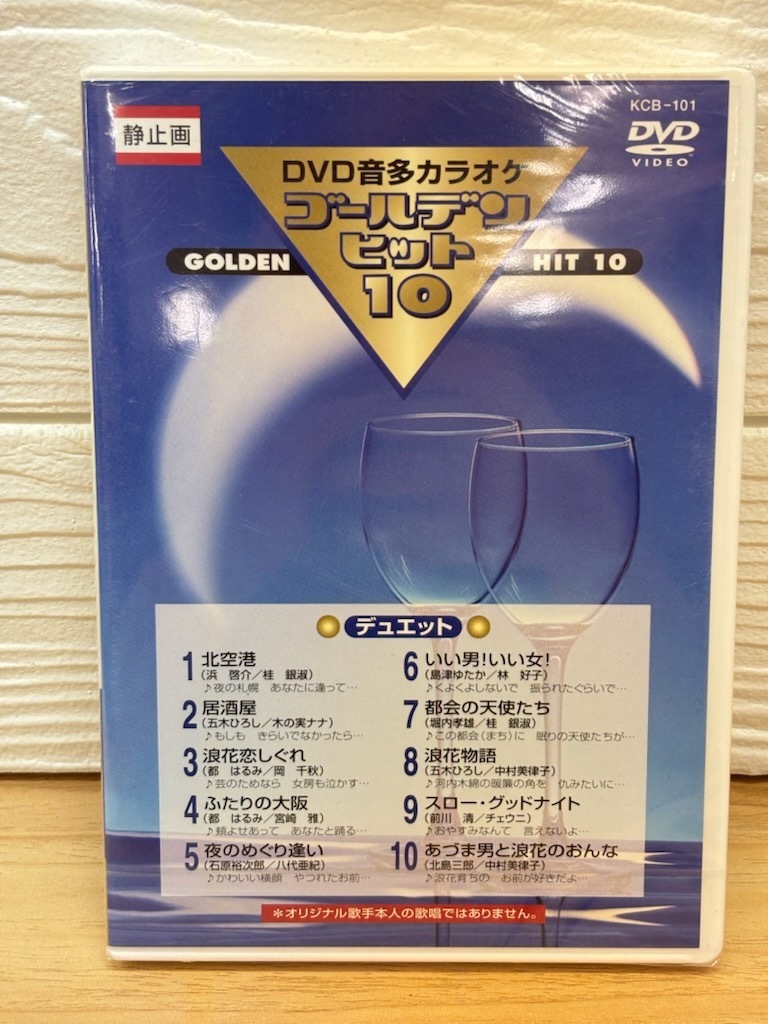 静止画
KCB-101
DVD
VIDEO
DVD音多カラオケ
ゴールデン
ヒット
10
GOLDEN HIT 10
デュエット
1 北空港
(浜 啓介/桂 銀淑)
♪夜の札幌 あなたに逢って…
2 居酒屋
(五木ひろし/木の実ナナ)
♪もしも きらいでなかったら…
3 浪花恋しぐれ
(都 はるみ/岡 千秋)
♪芸のためなら 女房も泣かす…
4 ふたりの大阪
(都 はるみ/宮崎 雅)
♪頬よせあって あなたと踊る…
5 夜のめぐり逢い
(石原裕次郎/八代亜紀)
♪かわいい横顔 やつれたお前…
6 いい男!いい女!
(島津ゆたか/林 好子)
♪くよくよしないで 振られたぐらいで…
7 都会の天使たち
(堀内孝雄/桂 銀淑)
♪この都会(まち)に 眠りの天使たちが…
8 浪花物語
(五木ひろし/中村美律子)
♪河内木綿の暖簾の角を 仇みたいに…
9 スロー・グッドナイト
(前川 清/チェウニ)
♪おやすみなんて 言えないよ…
10 あづま男と浪花のおんな
(北島三郎/中村美律子)
♪浪花育ちの お前が好きだよ…
*オリジナル歌手本人の歌唱ではありません。